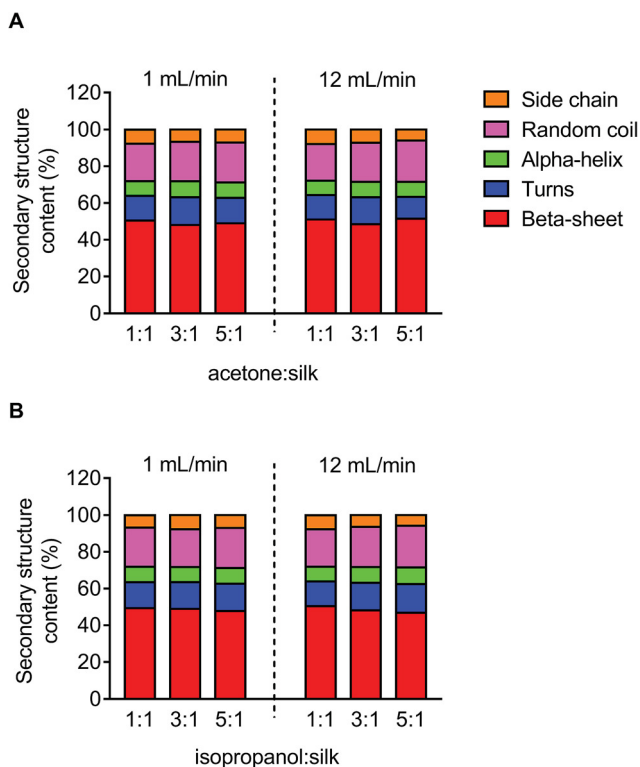 A
1 mL/min
12 mL/min
Secondary structure
content (%)
120
100
80
60
40
20
0
1:1 3:1 5:1 1:1 3:1 5:1
acetone:silk
Side chain
Random coil
Alpha-helix
Turns
Beta-sheet
B
1 mL/min
12 mL/min
Secondary structure
content (%)
120
100
80
60
40
20
0
1:1 3:1 5:1 1:1 3:1 5:1
isopropanol:silk